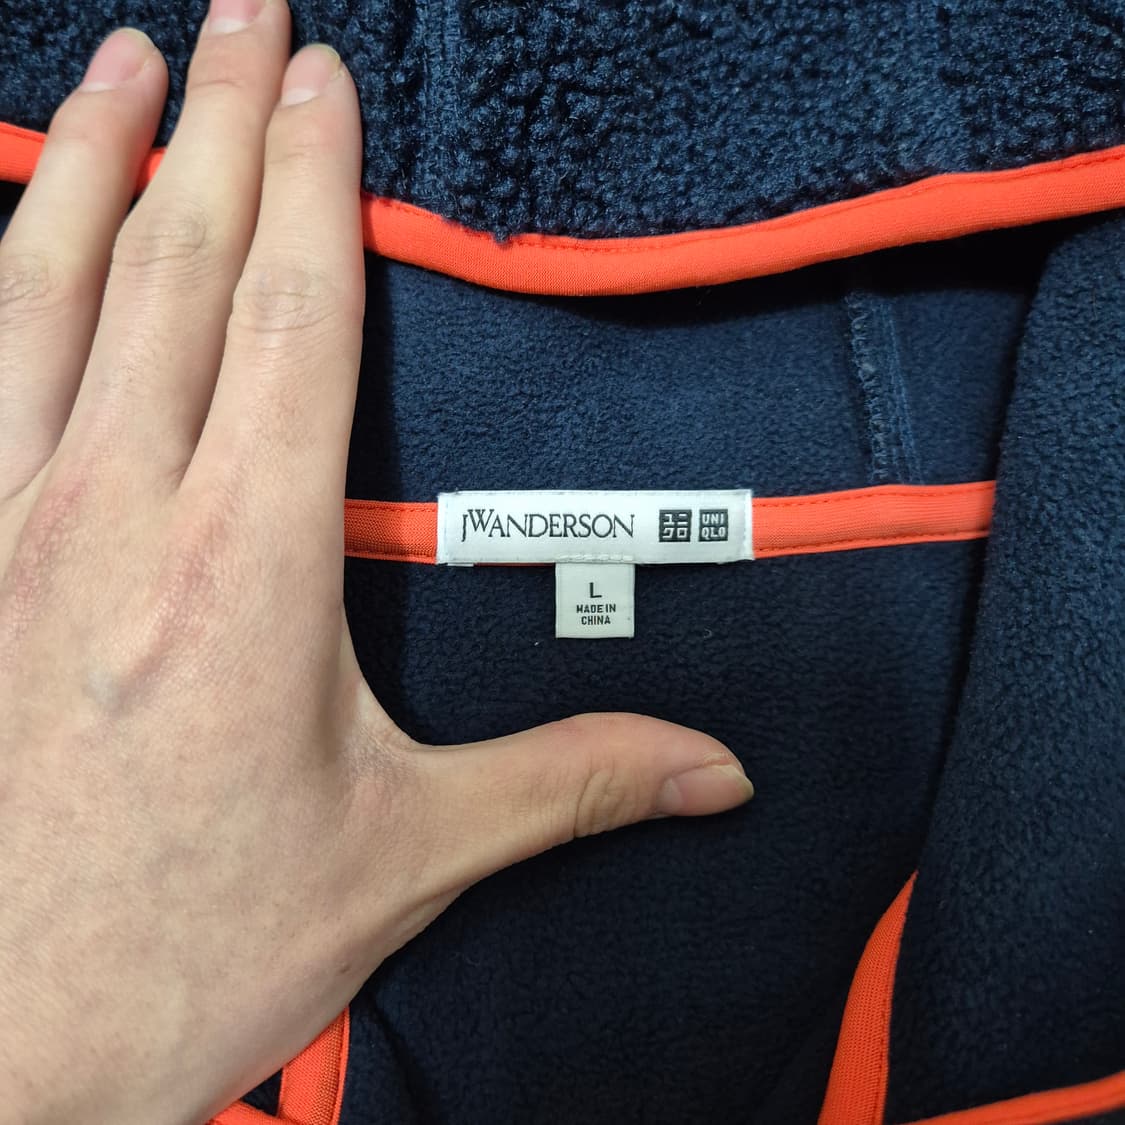 JWANDERSON
ユニ
クロ
UNI
QLO
L
MADE IN
CHINA